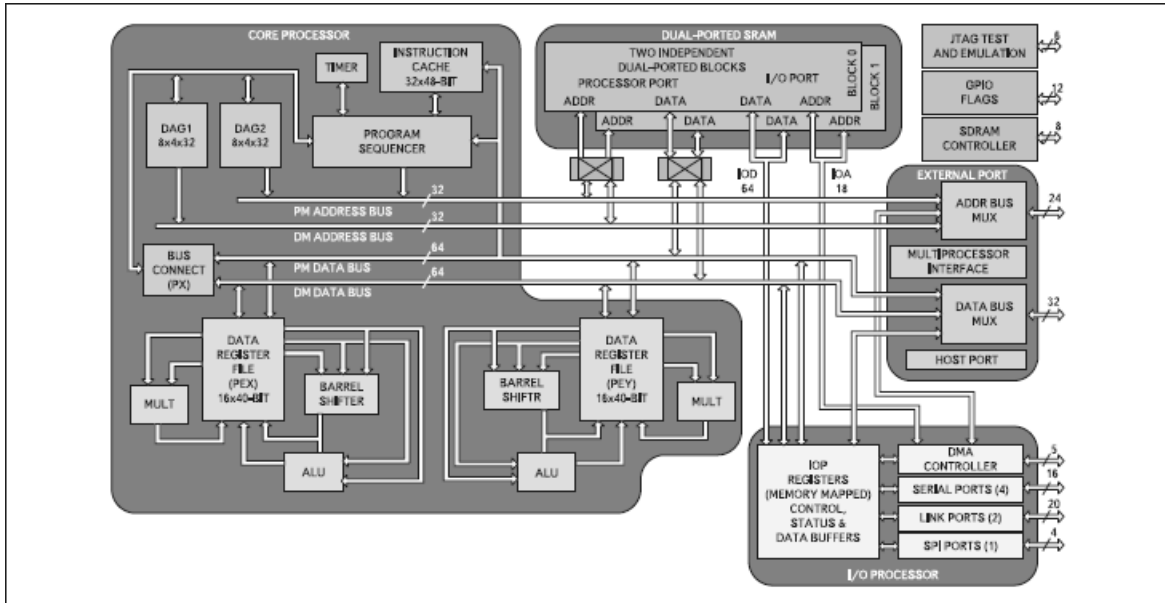 CORE PROCESSOR
TIMER
INSTRUCTION
CACHE
32x48-BIT
DAG1
8x4x32
DAG2
8x4x32
PROGRAM
SEQUENCER
32
PM ADDRESS BUS
32
DM ADDRESS BUS
BUS
CONNECT
(PX)
64
PM DATA BUS
64
DM DATA BUS
DATA
REGISTER
FILE
(PEX)
16x40-BIT
MULT
BARREL
SHIFTER
ALU
DATA
REGISTER
FILE
(PEY)
16x40-BIT
BARREL
SHIFTR
MULT
ALU
DUAL-PORTED SRAM
TWO INDEPENDENT
DUAL-PORTED BLOCKS
PROCESSOR PORT
I/O PORT
BLOCK 0
BLOCK 1
ADDR DATA DATA ADDR
ADDR DATA DATA ADDR
IOD
64
IOA
18
JTAG TEST
AND EMULATION
6
GPIO
FLAGS
12
SDRAM
CONTROLLER
8
EXTERNAL PORT
ADDR BUS
MUX
24
MULTIPROCESSOR
INTERFACE
DATA BUS
MUX
32
HOST PORT
IOP
REGISTERS
(MEMORY MAPPED)
CONTROL,
STATUS &
DATA BUFFERS
DMA
CONTROLLER
5
SERIAL PORTS (4)
16
LINK PORTS (2)
20
SPI PORTS (1)
4
I/O PROCESSOR